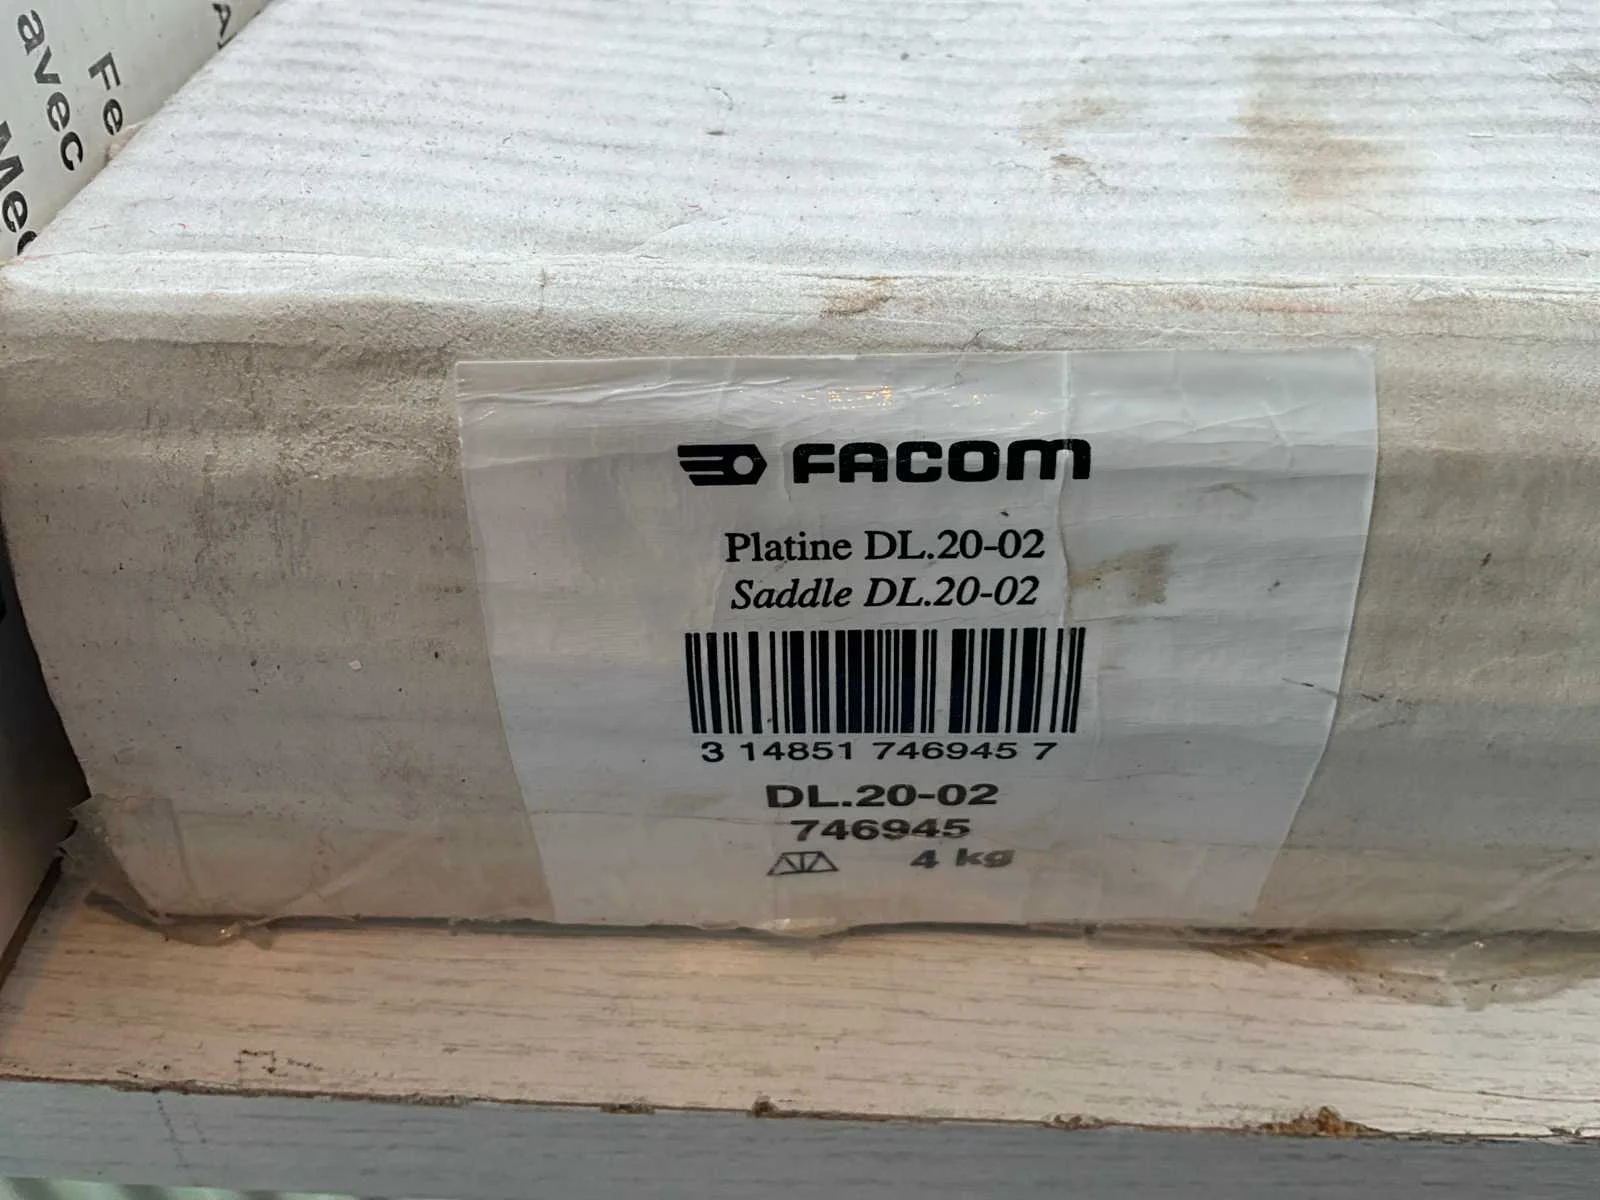 avec
Fe
Mec
FACOM
Platine DL.20-02
Saddle DL.20-02
3 14851 746945 7
DL.20-02
746945
4 kg